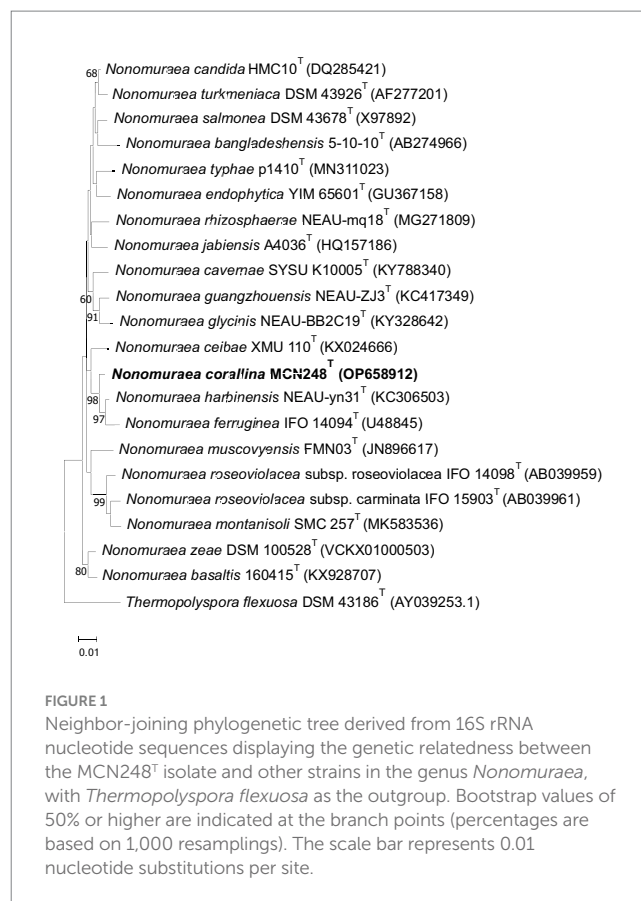 68 Nonomuraea candida HMC10ᵀ (DQ285421)
Nonomuraea turkmeniaca DSM 43926ᵀ (AF277201)
Nonomuraea salmonea DSM 43678ᵀ (X97892)
Nonomuraea bangladeshensis 5-10-10ᵀ (AB274966)
Nonomuraea typhae p1410ᵀ (MN311023)
Nonomuraea endophytica YIM 65601ᵀ (GU367158)
Nonomuraea rhizosphaerae NEAU-mq18ᵀ (MG271809)
Nonomuraea jabiensis A4036ᵀ (HQ157186)
Nonomuraea cavernae SYSU K10005ᵀ (KY788340)
60 Nonomuraea guangzhouensis NEAU-ZJ3ᵀ (KC417349)
91 Nonomuraea glycinis NEAU-BB2C19ᵀ (KY328642)
Nonomuraea ceibae XMU 110ᵀ (KX024666)
Nonomuraea corallina MCN248ᵀ (OP658912)
98 Nonomuraea harbinensis NEAU-yn31ᵀ (KC306503)
97 Nonomuraea ferruginea IFO 14094ᵀ (U48845)
Nonomuraea muscovyensis FMN03ᵀ (JN896617)
Nonomuraea roseoviolacea subsp. roseoviolacea IFO 14098ᵀ (AB039959)
99 Nonomuraea roseoviolacea subsp. carminata IFO 15903ᵀ (AB039961)
Nonomuraea montanisoli SMC 257ᵀ (MK583536)
Nonomuraea zeae DSM 100528ᵀ (VCKX01000503)
80 Nonomuraea basaltis 160415ᵀ (KX928707)
Thermopolyspora flexuosa DSM 43186ᵀ (AY039253.1)
0.01
FIGURE 1
Neighbor-joining phylogenetic tree derived from 16S rRNA
nucleotide sequences displaying the genetic relatedness between
the MCN248ᵀ isolate and other strains in the genus Nonomuraea,
with Thermopolyspora flexuosa as the outgroup. Bootstrap values of
50% or higher are indicated at the branch points (percentages are
based on 1,000 resamplings). The scale bar represents 0.01
nucleotide substitutions per site.